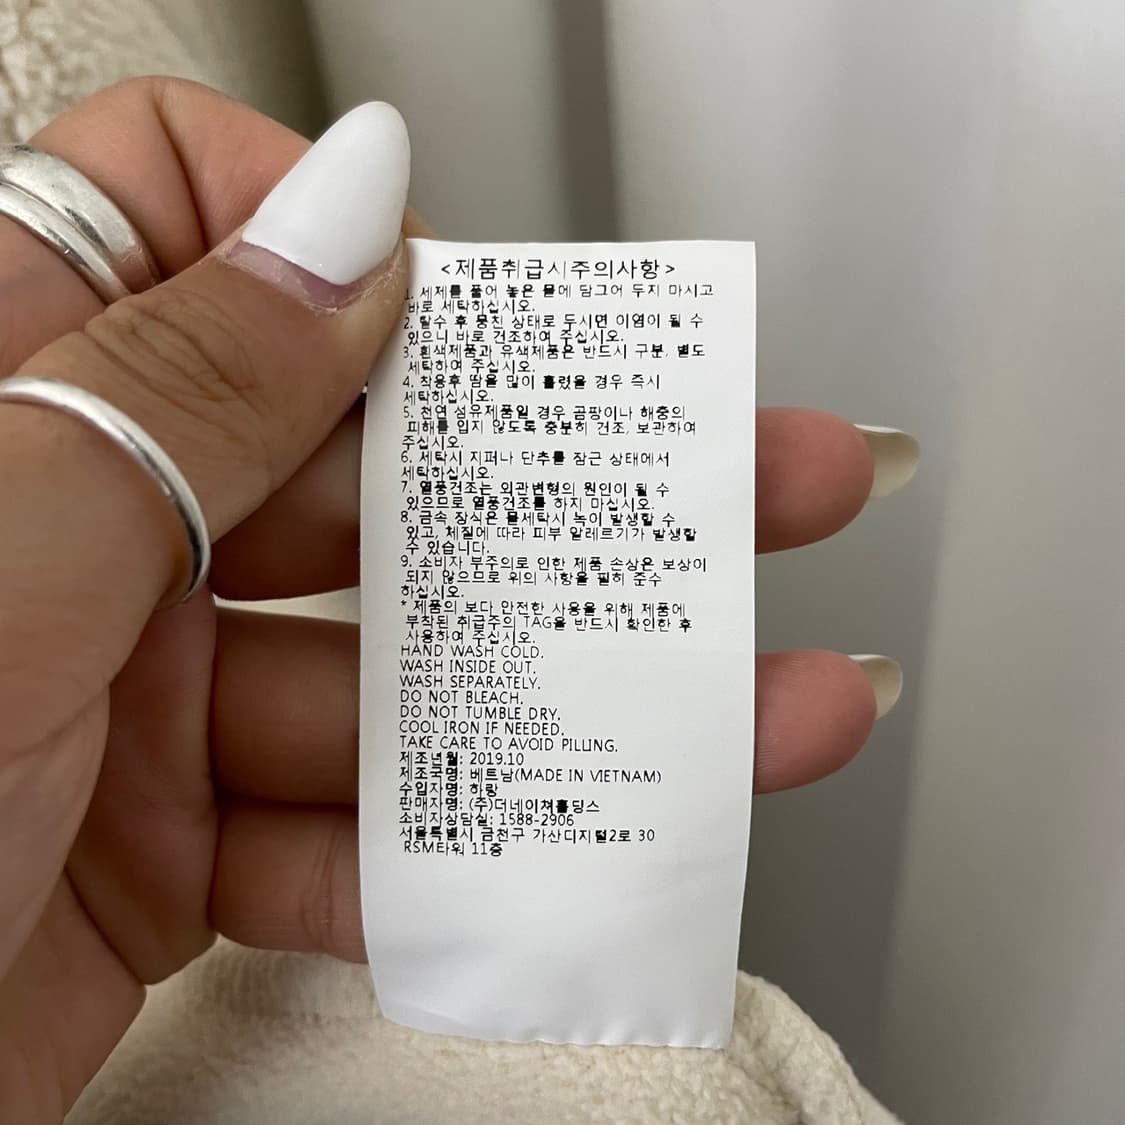 <제품취급시주의사항>
1. 세제를 풀어 놓은 물에 담그어 두지 마시고
바로 세탁하십시오.
2. 탈수 후 뭉친 상태로 두시면 이염이 될 수
있으니 바로 건조하여 주십시오.
3. 흰색제품과 유색제품은 반드시 구분, 별도
세탁하여 주십시오.
4. 착용후 땀을 많이 흘렸을 경우 즉시
세탁하십시오.
5. 천연 섬유제품일 경우 곰팡이나 해충의
피해를 입지 않도록 충분히 건조, 보관하여
주십시오.
6. 세탁시 지퍼나 단추를 잠근 상태에서
세탁하십시오.
7. 열풍건조는 외관변형의 원인이 될 수
있으므로 열풍건조를 하지 마십시오.
8. 금속 장식은 물세탁시 녹이 발생할 수
있고, 체질에 따라 피부 알레르기가 발생할
수 있습니다.
9. 소비자 부주의로 인한 제품 손상은 보상이
되지 않으므로 위의 사항을 필히 준수
하십시오.
* 제품의 보다 안전한 사용을 위해 제품에
부착된 취급주의 TAG을 반드시 확인한 후
사용하여 주십시오.
HAND WASH COLD.
WASH INSIDE OUT.
WASH SEPARATELY.
DO NOT BLEACH.
DO NOT TUMBLE DRY.
COOL IRON IF NEEDED.
TAKE CARE TO AVOID PILLING.
제조년월: 2019.10
제조국명: 베트남(MADE IN VIETNAM)
수입자명: 하랑
판매자명: (주)더네이쳐홀딩스
소비자상담실: 1588-2906
서울특별시 금천구 가산디지털2로 30
RSM타워 11층